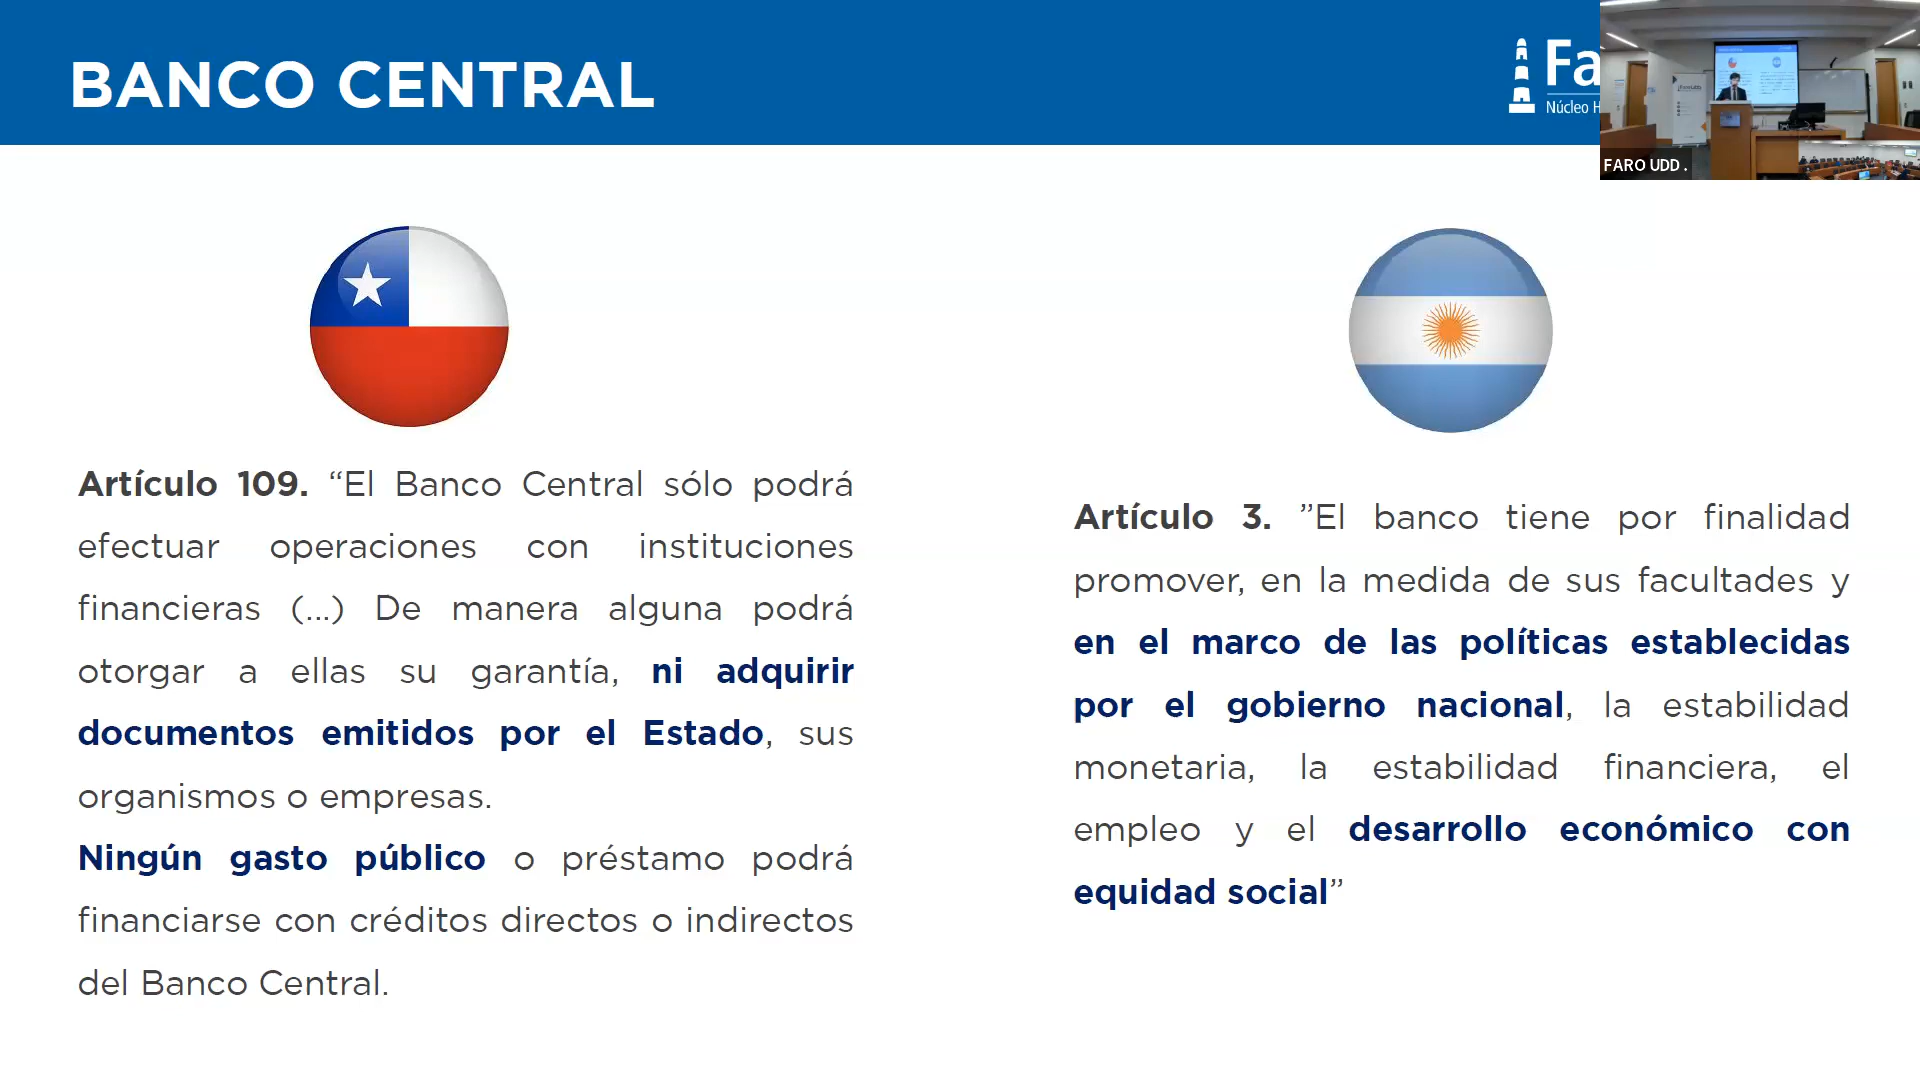 BANCO CENTRAL
Fa
Núcleo H
FARO UDD .
Artículo 109. “El Banco Central sólo podrá
efectuar operaciones con instituciones
financieras (...) De manera alguna podrá
otorgar a ellas su garantía, ni adquirir
documentos emitidos por el Estado, sus
organismos o empresas.
Ningún gasto público o préstamo podrá
financiarse con créditos directos o indirectos
del Banco Central.
Artículo 3. ”El banco tiene por finalidad
promover, en la medida de sus facultades y
en el marco de las políticas establecidas
por el gobierno nacional, la estabilidad
monetaria, la estabilidad financiera, el
empleo y el desarrollo económico con
equidad social”